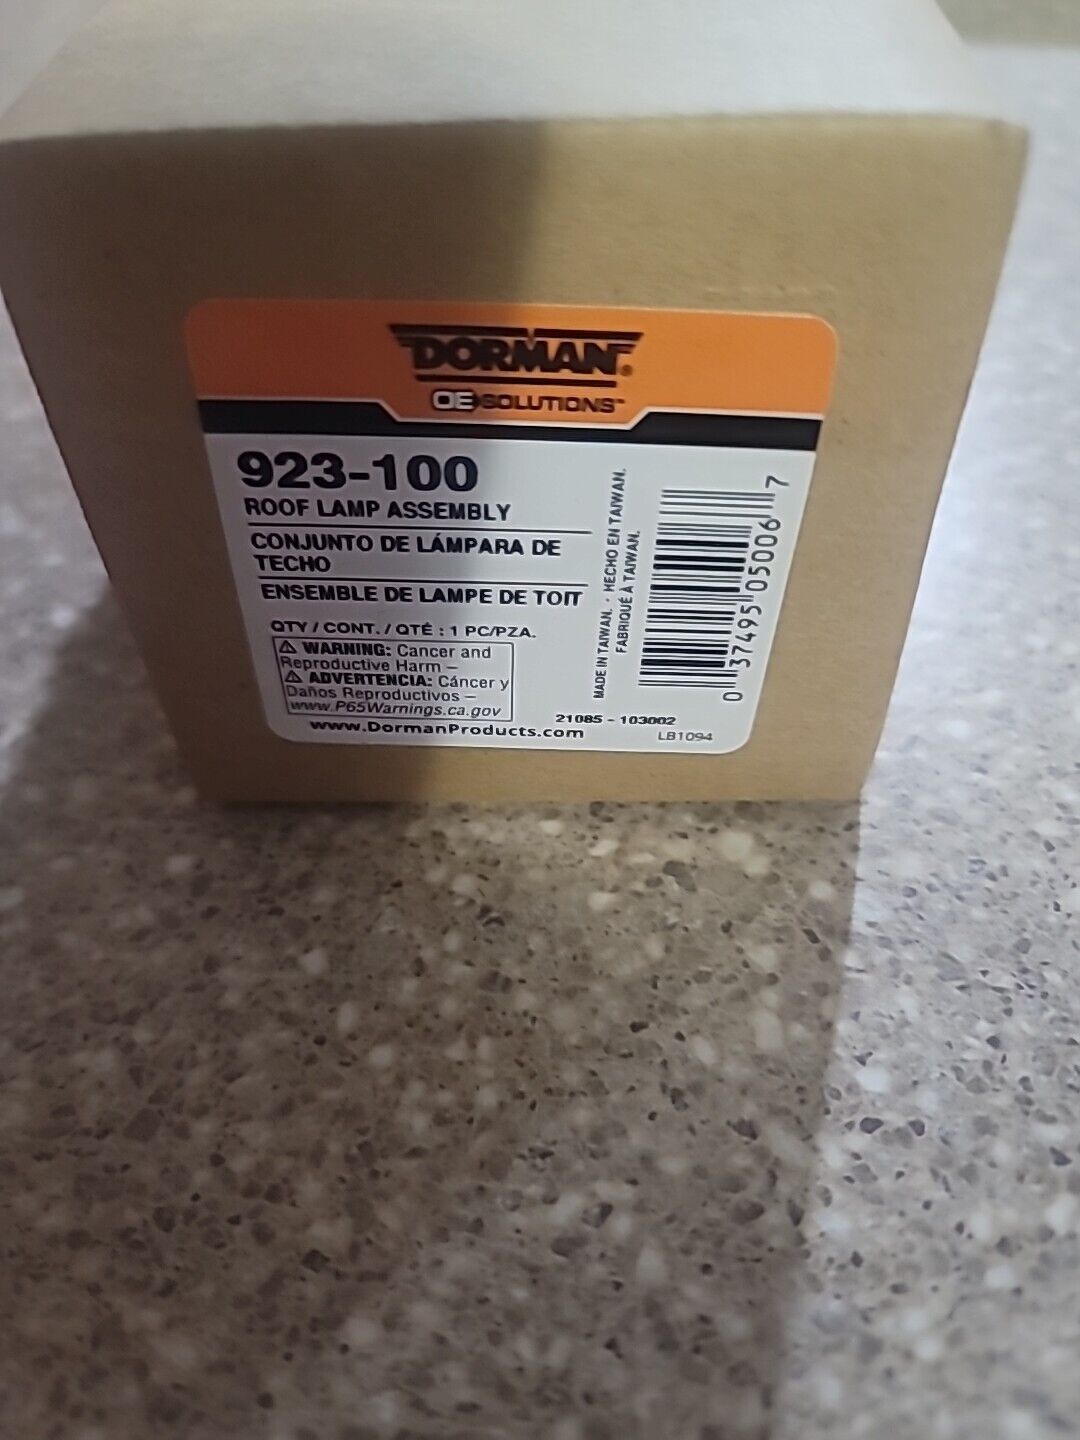 DORMAN®
OE SOLUTIONS™
923-100
ROOF LAMP ASSEMBLY
CONJUNTO DE LÁMPARA DE
TECHO
ENSEMBLE DE LAMPE DE TOIT
QTY / CONT. / QTÉ : 1 PC/PZA.
⚠ WARNING: Cancer and
Reproductive Harm –
⚠ ADVERTENCIA: Cáncer y
Daños Reproductivos –
www.P65Warnings.ca.gov
www.DormanProducts.com
MADE IN TAIWAN. · HECHO EN TAIWAN.
FABRIQUÉ À TAIWAN.
0 37495 05006 7
21085 - 103002
LB1094